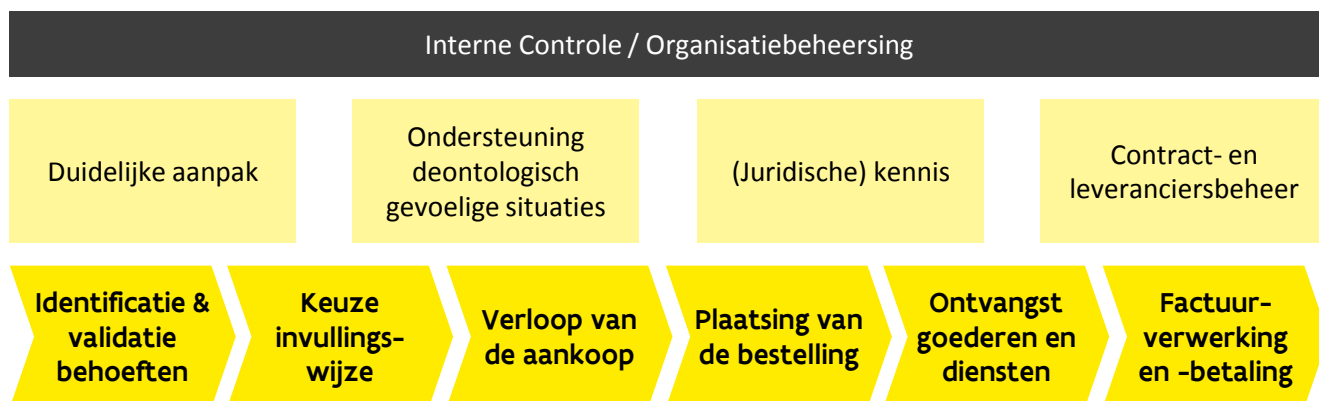 Interne Controle / Organisatiebeheersing
Duidelijke aanpak
Ondersteuning
deontologisch
gevoelige situaties
(Juridische) kennis
Contract- en
leveranciersbeheer
Identificatie &
validatie
behoeften
Keuze
invullings-
wijze
Verloop van
de aankoop
Plaatsing van
de bestelling
Ontvangst
goederen en
diensten
Factuur-
verwerking
en -betaling